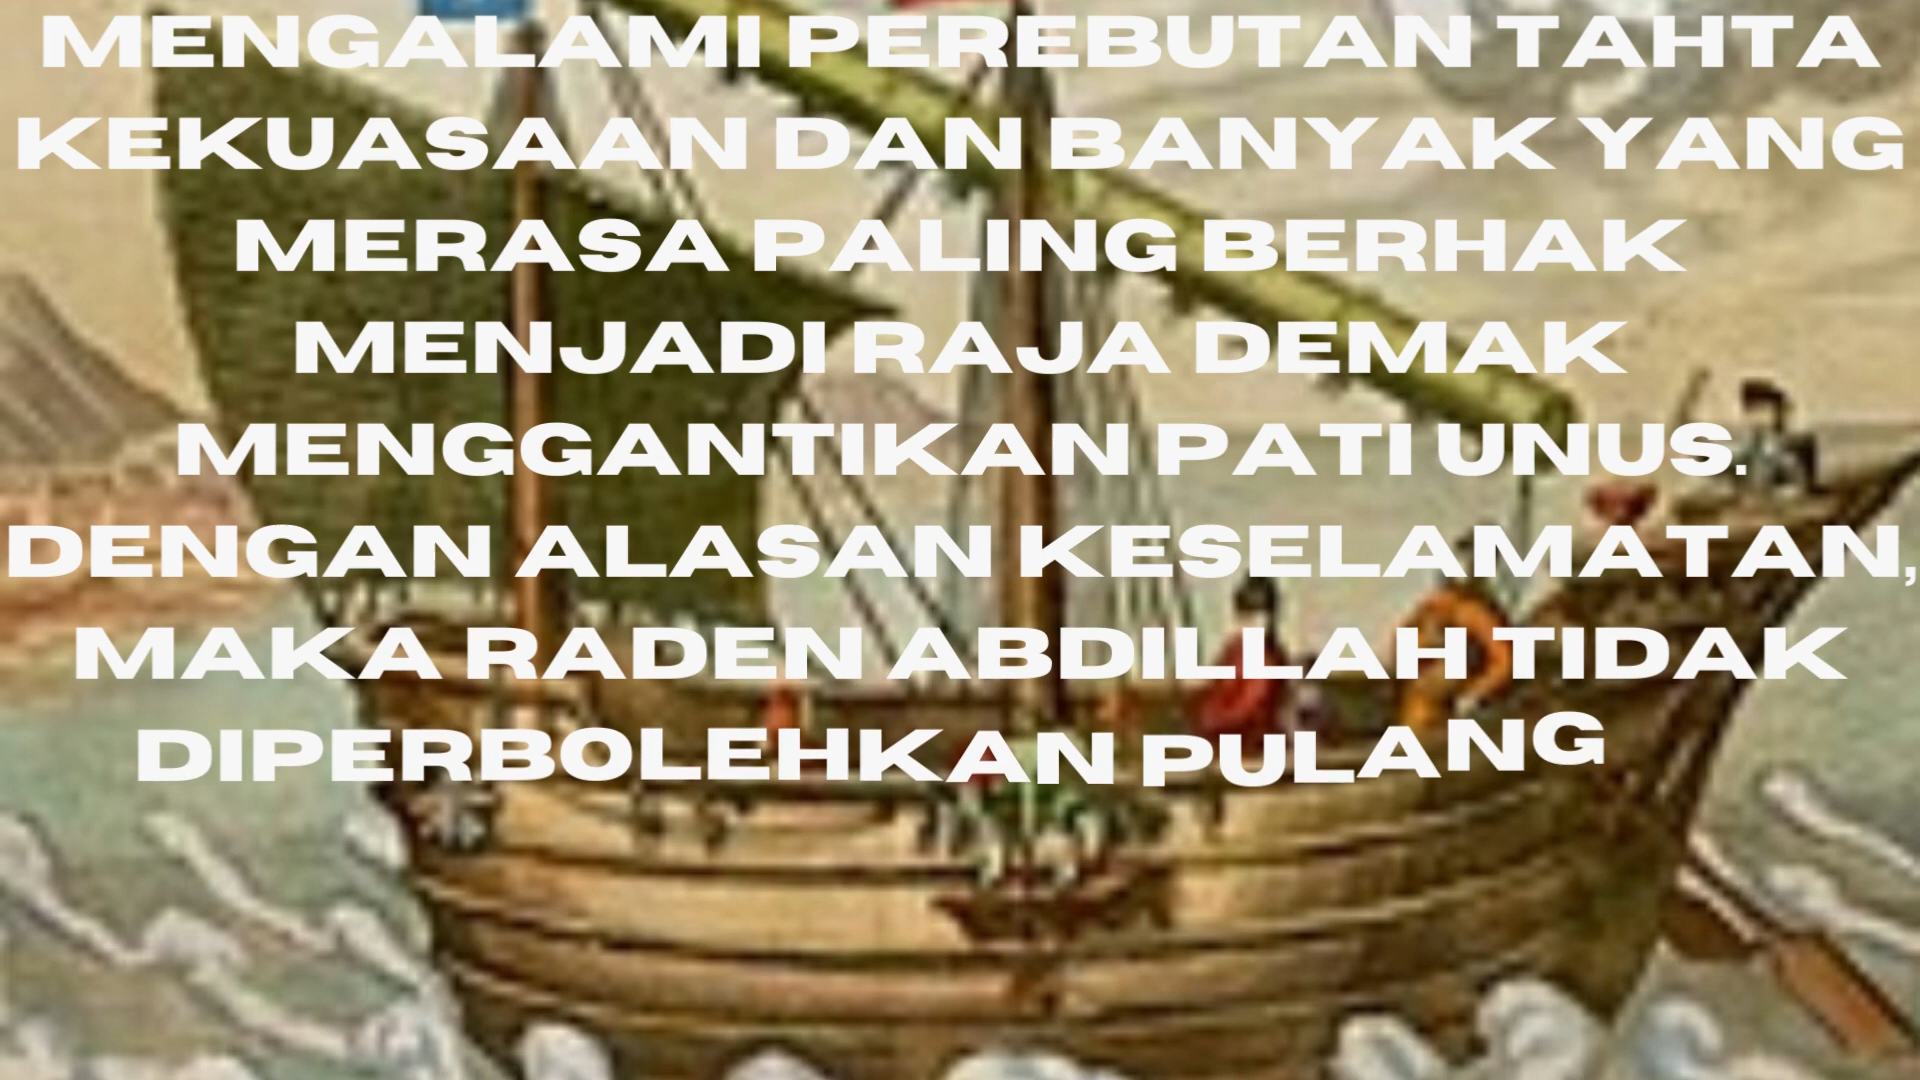 MENGALAMI PEREBUTAN TAHTA
KEKUASAAN DAN BANYAK YANG
MERASA PALING BERHAK
MENJADI RAJA DEMAK
MENGGANTIKAN PATI UNUS.
DENGAN ALASAN KESELAMATAN,
MAKA RADEN ABDILLAH TIDAK
DIPERBOLEHKAN PULANG